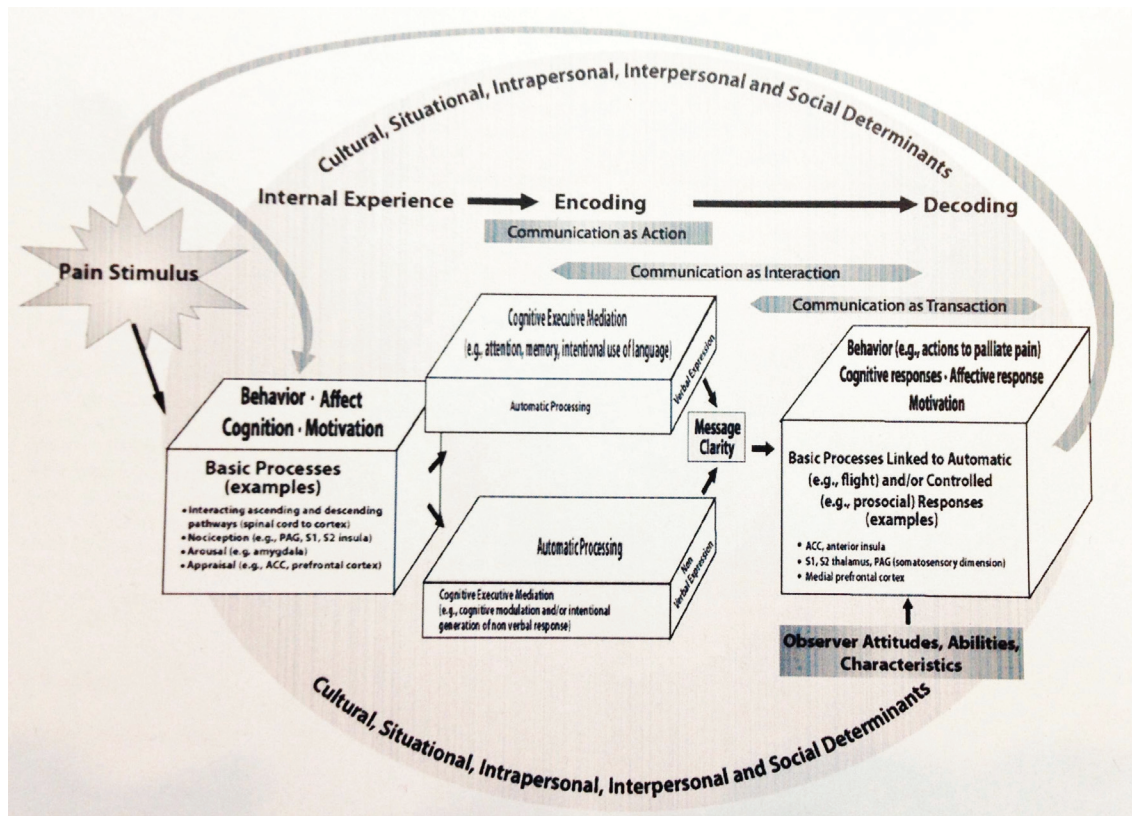 Cultural, Situational, Intrapersonal, Interpersonal and Social Determinants
Internal Experience
Encoding
Decoding
Communication as Action
Communication as Interaction
Communication as Transaction
Pain Stimulus
Behavior · Affect
Cognition · Motivation
Basic Processes
(examples)
• Interacting ascending and descending
pathways (spinal cord to cortex)
• Nociception (e.g., PAG, S1, S2 insula)
• Arousal (e.g. amygdala)
• Appraisal (e.g., ACC, prefrontal cortex)
Cognitive Executive Mediation
(e.g., attention, memory, intentional use of language)
Automatic Processing
Verbal Expression
Automatic Processing
Cognitive Executive Mediation
(e.g., cognitive modulation and/or intentional
generation of non verbal response)
Non
Verbal Expression
Message
Clarity
Behavior (e.g., actions to palliate pain)
Cognitive responses · Affective response
Motivation
Basic Processes Linked to Automatic
(e.g., flight) and/or Controlled
(e.g., prosocial) Responses
(examples)
• ACC, anterior insula
• S1, S2 thalamus, PAG (somatosensory dimension)
• Medial prefrontal cortex
Observer Attitudes, Abilities,
Characteristics
Cultural, Situational, Intrapersonal, Interpersonal and Social Determinants